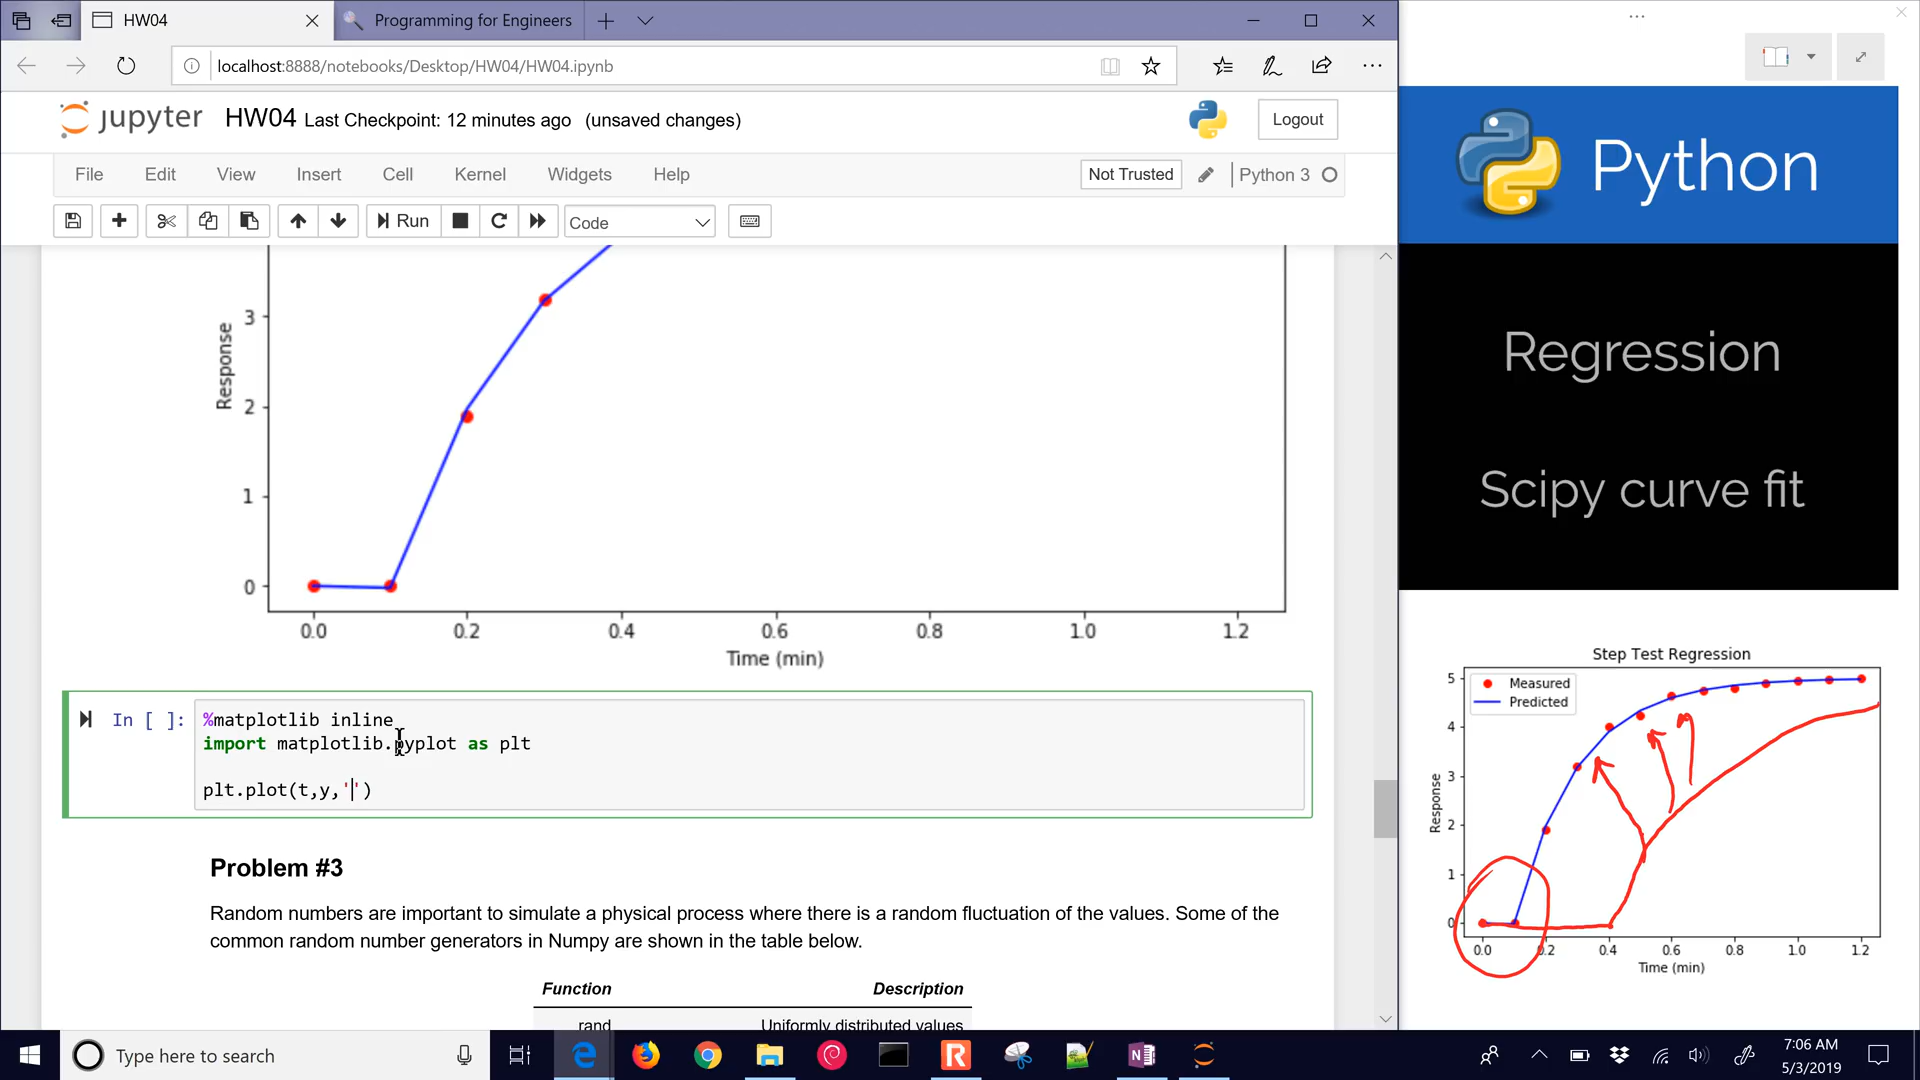 HW04
Programming for Engineers
localhost:8888/notebooks/Desktop/HW04/HW04.ipynb
jupyter HW04 Last Checkpoint: 12 minutes ago (unsaved changes)
Logout
File Edit View Insert Cell Kernel Widgets Help
Not Trusted
Python 3
Run
Code
Response
3
2
1
0
0.0 0.2 0.4 0.6 0.8 1.0 1.2
Time (min)
In [ ]:
%matplotlib inline
import matplotlib.pyplot as plt
plt.plot(t,y,'')
Problem #3
Random numbers are important to simulate a physical process where there is a random fluctuation of the values. Some of the
common random number generators in Numpy are shown in the table below.
Function Description
rand Uniformly distributed values
Python
Regression
Scipy curve fit
Step Test Regression
Measured
Predicted
Response
5
4
3
2
1
0
0.0 0.2 0.4 0.6 0.8 1.0 1.2
Time (min)
Type here to search
7:06 AM
5/3/2019